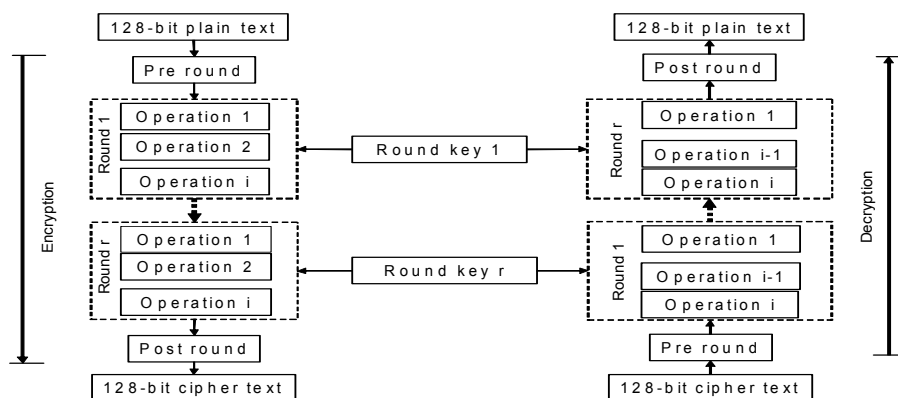 128-bit plain text
Pre round
Round 1
Operation 1
Operation 2
Operation i
Round r
Operation 1
Operation 2
Operation i
Post round
128-bit cipher text
Encryption
Round key 1
Round key r
128-bit plain text
Post round
Round r
Operation 1
Operation i-1
Operation i
Round 1
Operation 1
Operation i-1
Operation i
Pre round
128-bit cipher text
Decryption